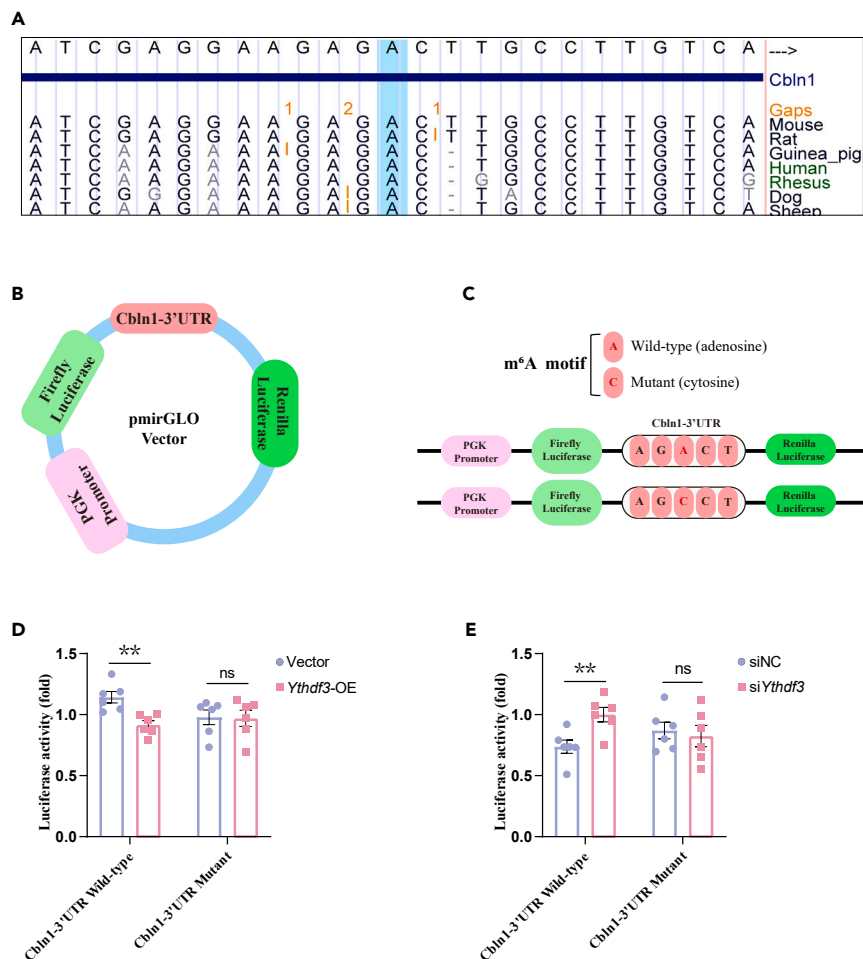 A
A T C G A G G A A G A G A C T T G C C T T G T C A --->
Cbln1
1 2 1 Gaps
A T C G A G G A A G A G A C T T G C C T T G T C A Mouse
A T C G A G G A A G A G A C T T G C C T T G T C A Rat
A T C A A G A A A G A G A C - T G C C T T G T C A Guinea_pig
A T C A A G A A A G A G A C - T G C C T T G T C A Human
A T C A A G A A A G A G A C - G G C C T T G T C G Rhesus
A T C G G G A A A G A G A C - T A C C T T G T C T Dog
A T C A A G A A A G A G A C - T G C C T T G T C A Sheep
B
Cbln1-3'UTR
Firefly
Luciferase
Renilla
Luciferase
pmirGLO
Vector
PGK
Promoter
C
m⁶A motif
A Wild-type (adenosine)
C Mutant (cytosine)
Cbln1-3'UTR
PGK
Promoter
Firefly
Luciferase
A G A C T
Renilla
Luciferase
PGK
Promoter
Firefly
Luciferase
A G C C T
Renilla
Luciferase
D
Luciferase activity (fold)
1.5
1.0
0.5
0.0
**
ns
Vector
Ythdf3-OE
Cbln1-3'UTR Wild-type
Cbln1-3'UTR Mutant
E
Luciferase activity (fold)
1.5
1.0
0.5
0.0
**
ns
siNC
siYthdf3
Cbln1-3'UTR Wild-type
Cbln1-3'UTR Mutant